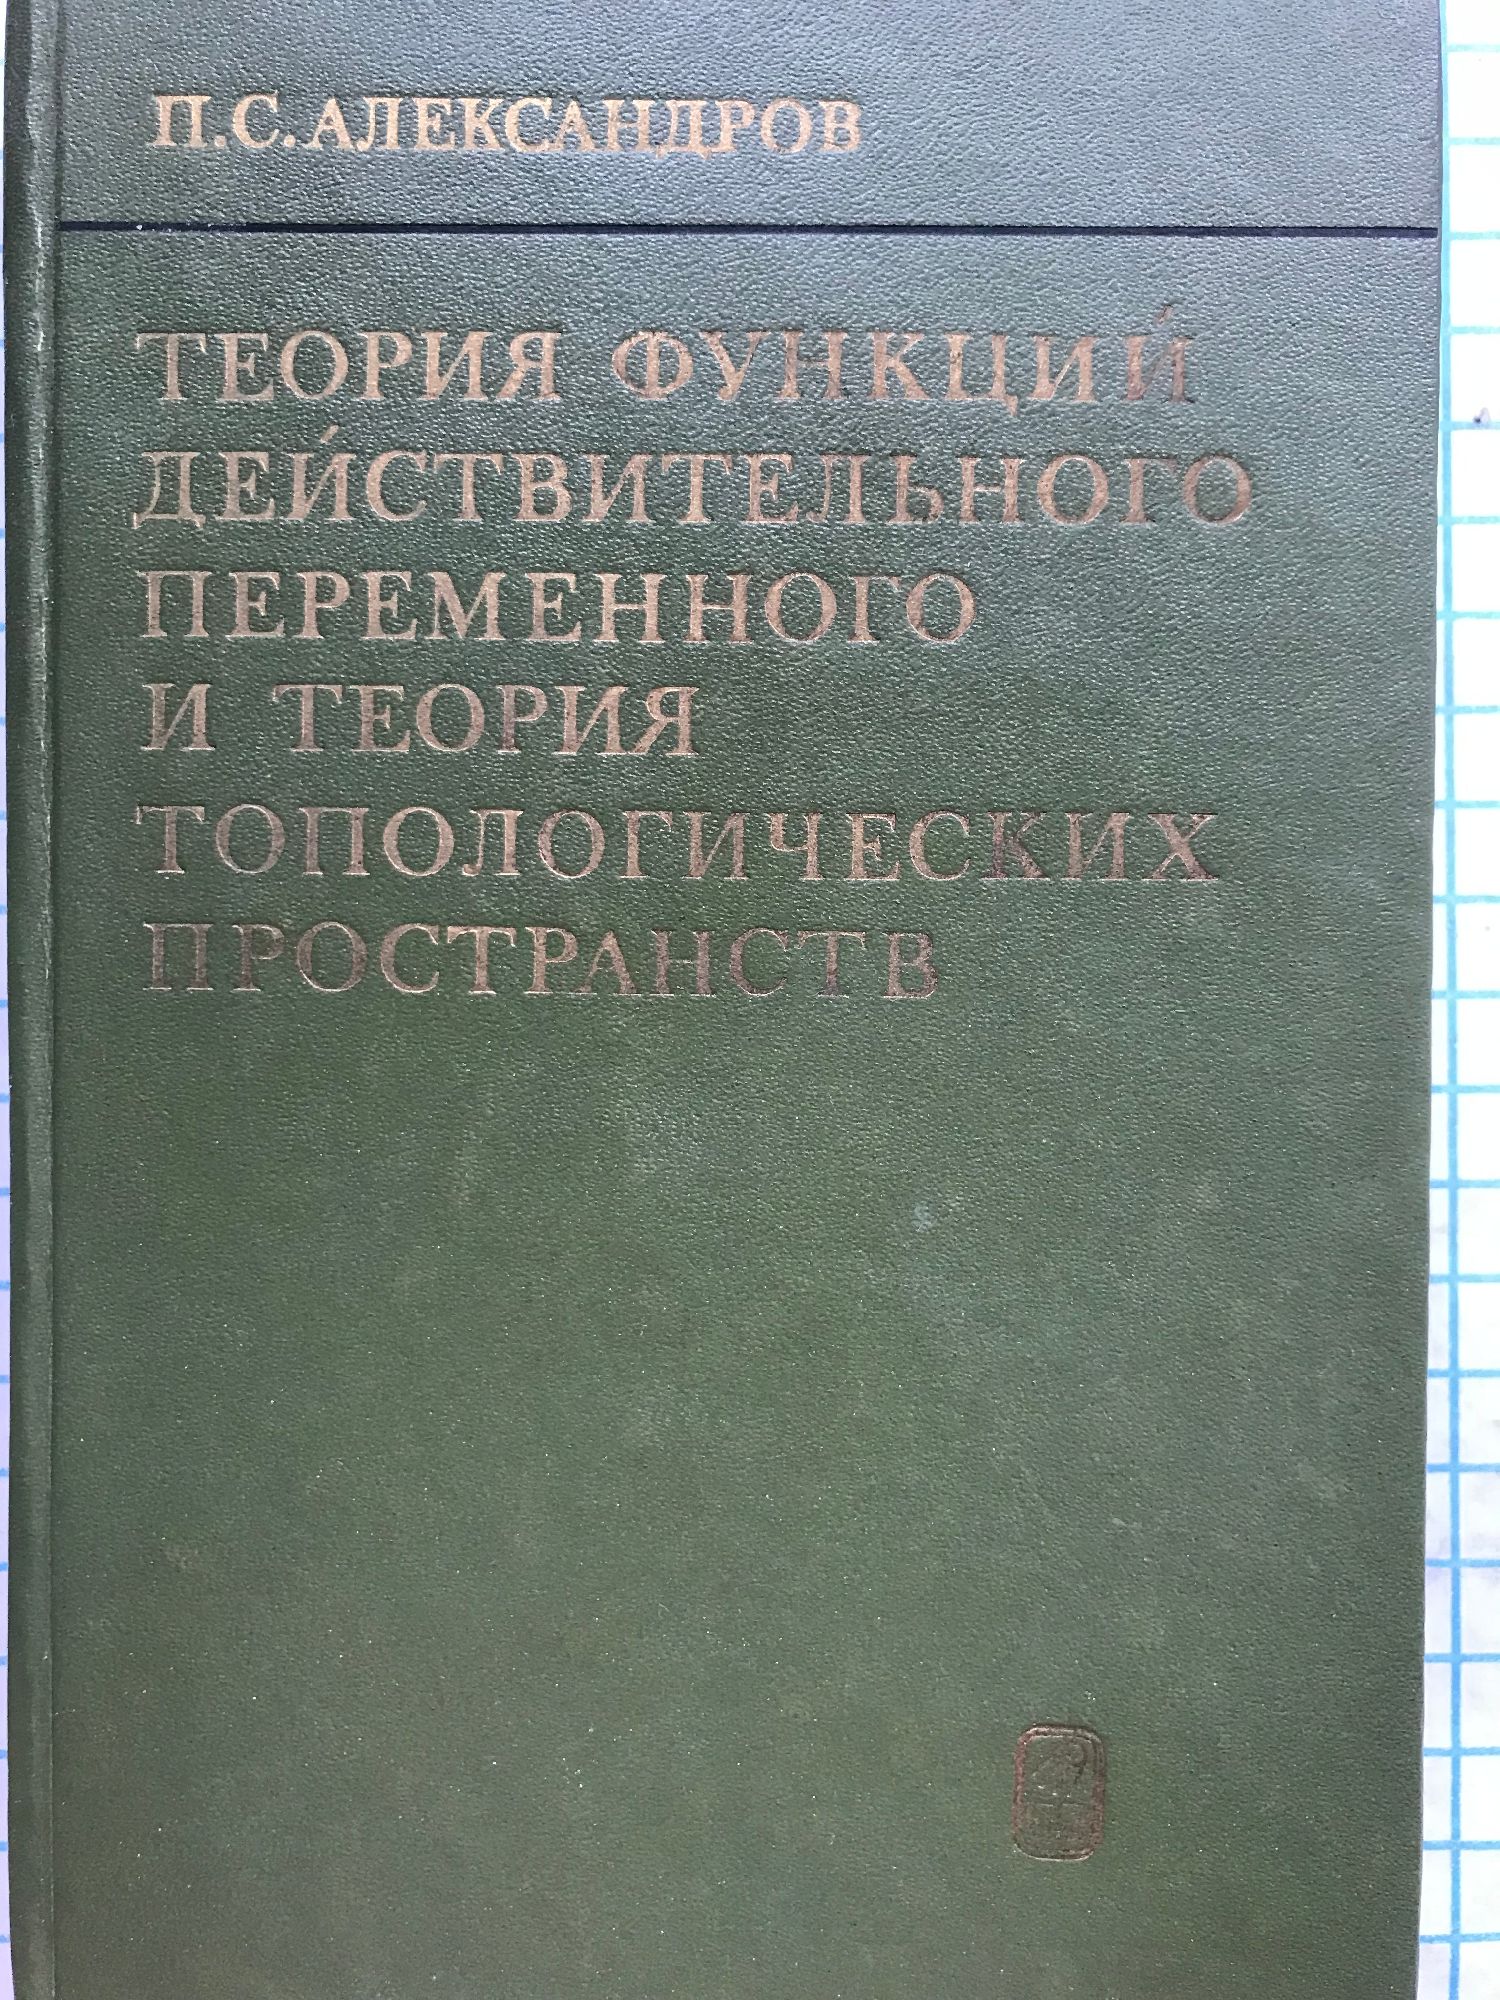 П.С.АЛЕКСАНДРОВ
ТЕОРИЯ ФУНКЦИЙ
ДЕЙСТВИТЕЛЬНОГО
ПЕРЕМЕННОГО
И ТЕОРИЯ
ТОПОЛОГИЧЕСКИХ
ПРОСТРАНСТВ